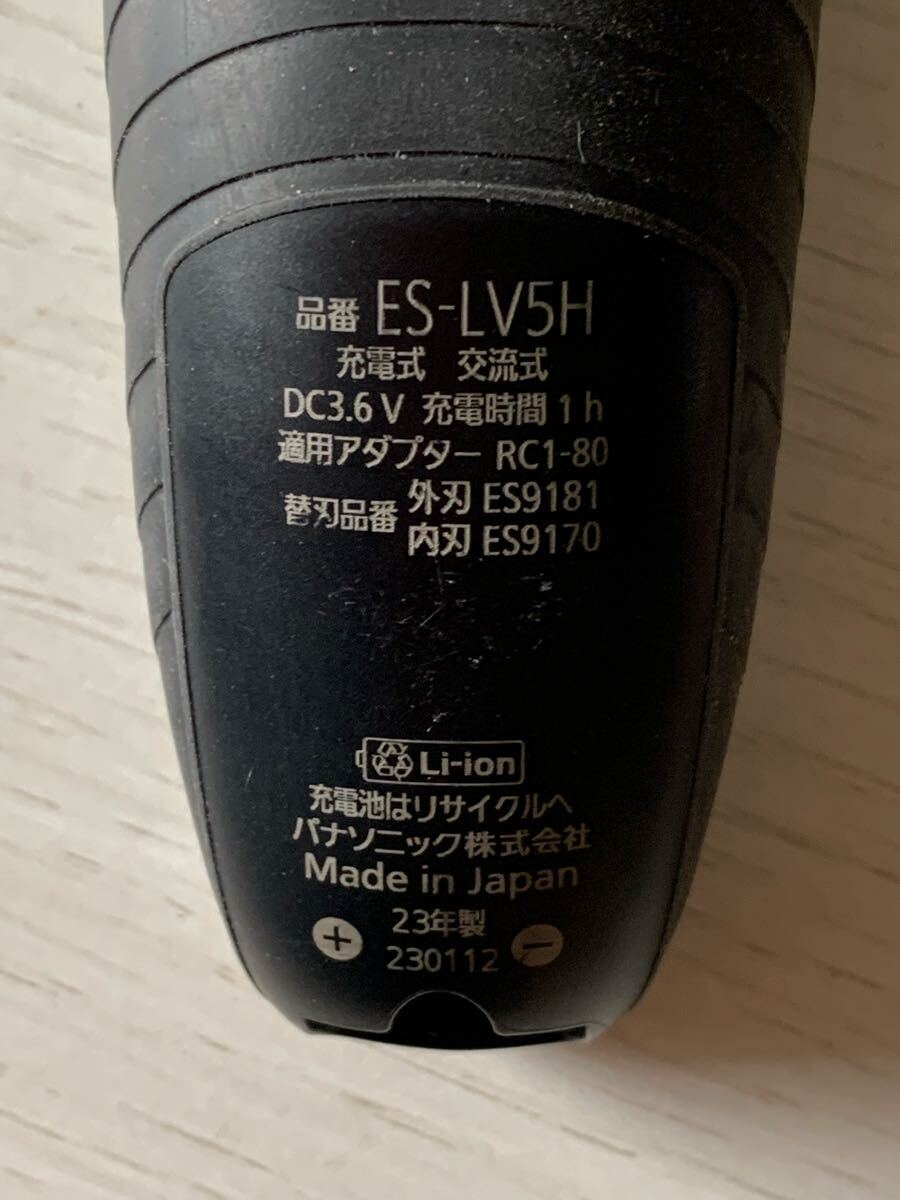 品番 ES-LV5H
充電式 交流式
DC3.6V 充電時間 1h
適用アダプター RC1-80
替刃品番 外刃 ES9181
内刃 ES9170
Li-ion
充電池はリサイクルへ
パナソニック株式会社
Made in Japan
23年製
+ 230112 −